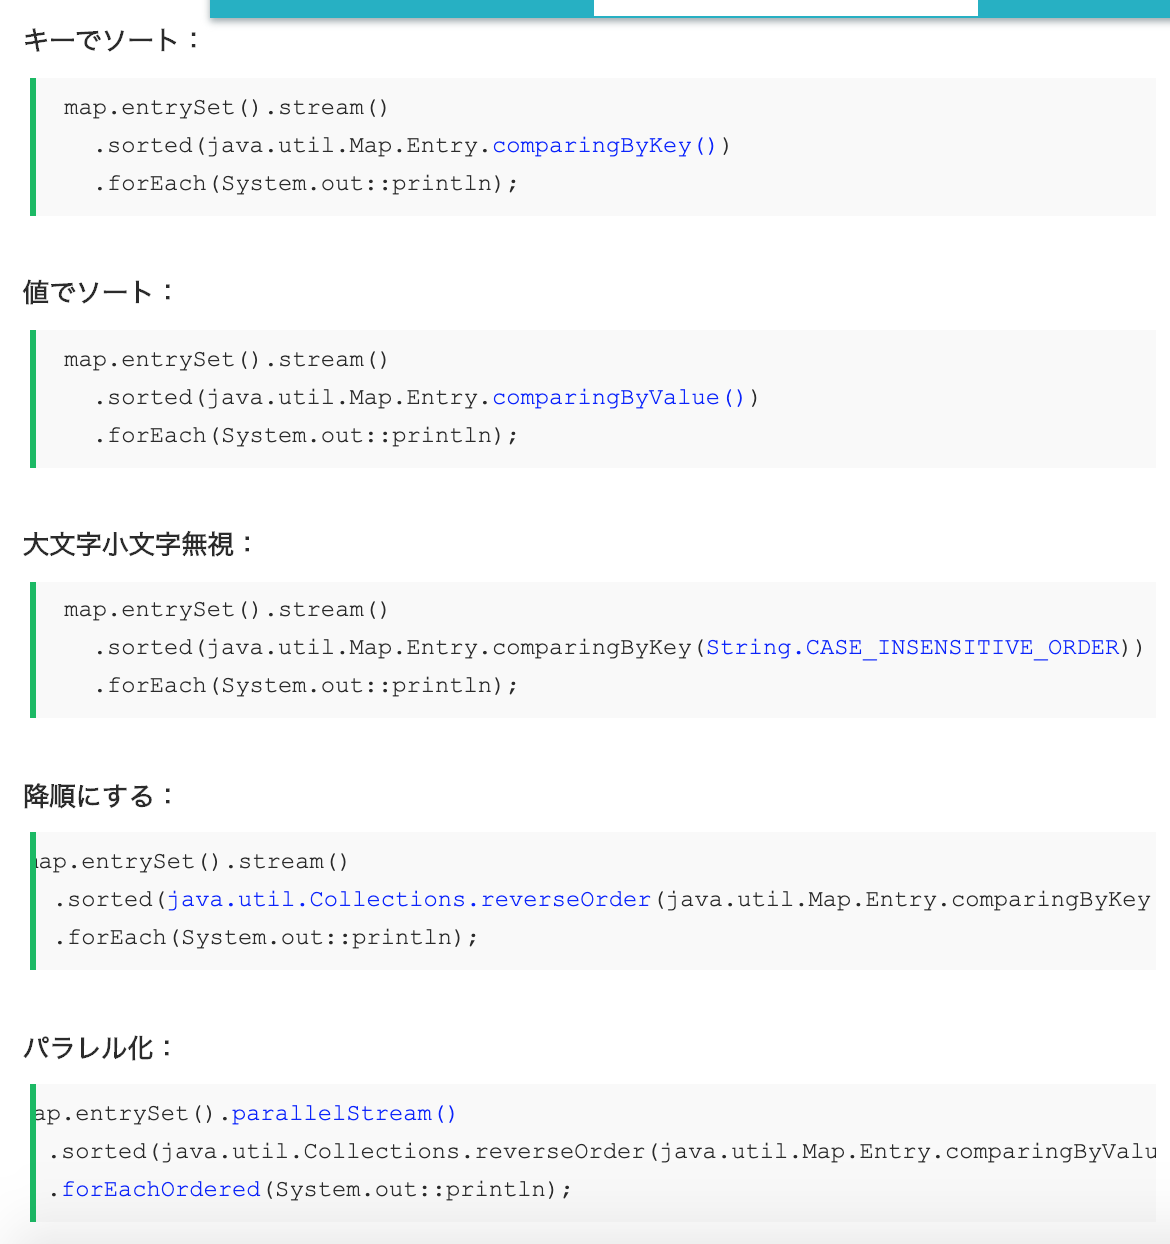 キーでソート：
map.entrySet().stream()
.sorted(java.util.Map.Entry.comparingByKey())
.forEach(System.out::println);
値でソート：
map.entrySet().stream()
.sorted(java.util.Map.Entry.comparingByValue())
.forEach(System.out::println);
大文字小文字無視：
map.entrySet().stream()
.sorted(java.util.Map.Entry.comparingByKey(String.CASE_INSENSITIVE_ORDER))
.forEach(System.out::println);
降順にする：
ap.entrySet().stream()
.sorted(java.util.Collections.reverseOrder(java.util.Map.Entry.comparingByKey
.forEach(System.out::println);
パラレル化：
ap.entrySet().parallelStream()
.sorted(java.util.Collections.reverseOrder(java.util.Map.Entry.comparingByValu
.forEachOrdered(System.out::println);